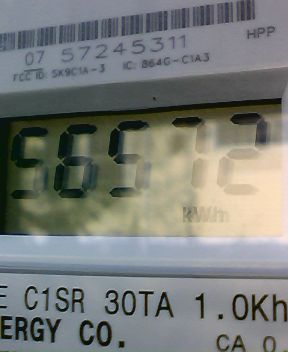 07 57245311
HPP
FCC ID: SK9C1A-3 IC: 864G-C1A3
56572
kW/h
E C1SR 30TA 1.0Kh
ERGY CO.
CA 0.